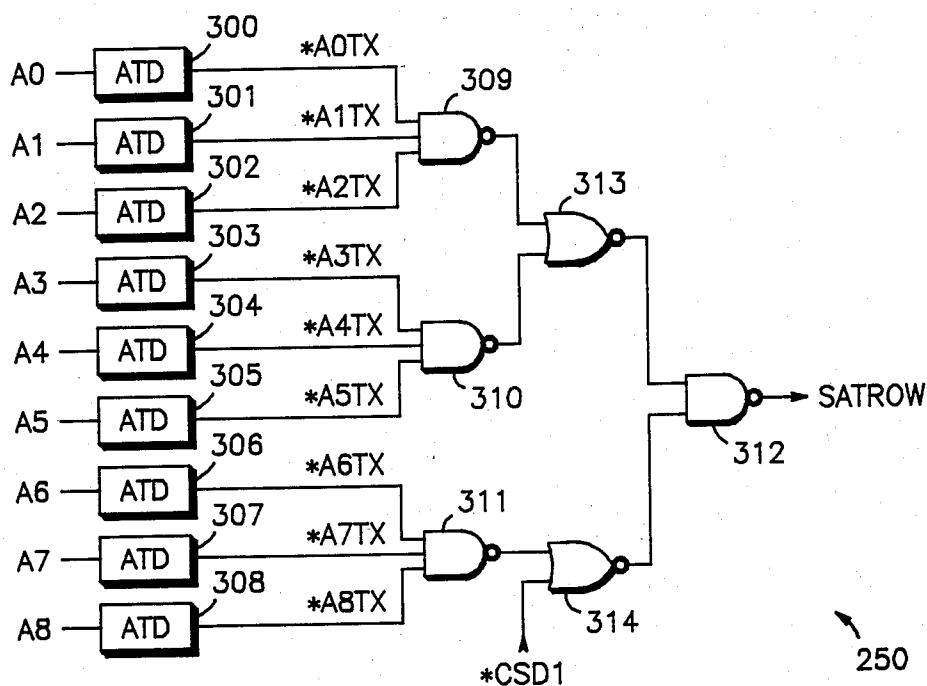 300
*A0TX
A0 ATD
309
301
*A1TX
A1 ATD
302
*A2TX
A2 ATD
313
303
*A3TX
A3 ATD
304
*A4TX
A4 ATD
310
305
*A5TX
A5 ATD
SATROW
312
306
*A6TX
A6 ATD
311
307
*A7TX
A7 ATD
308
*A8TX
A8 ATD
314
*CSD1
250